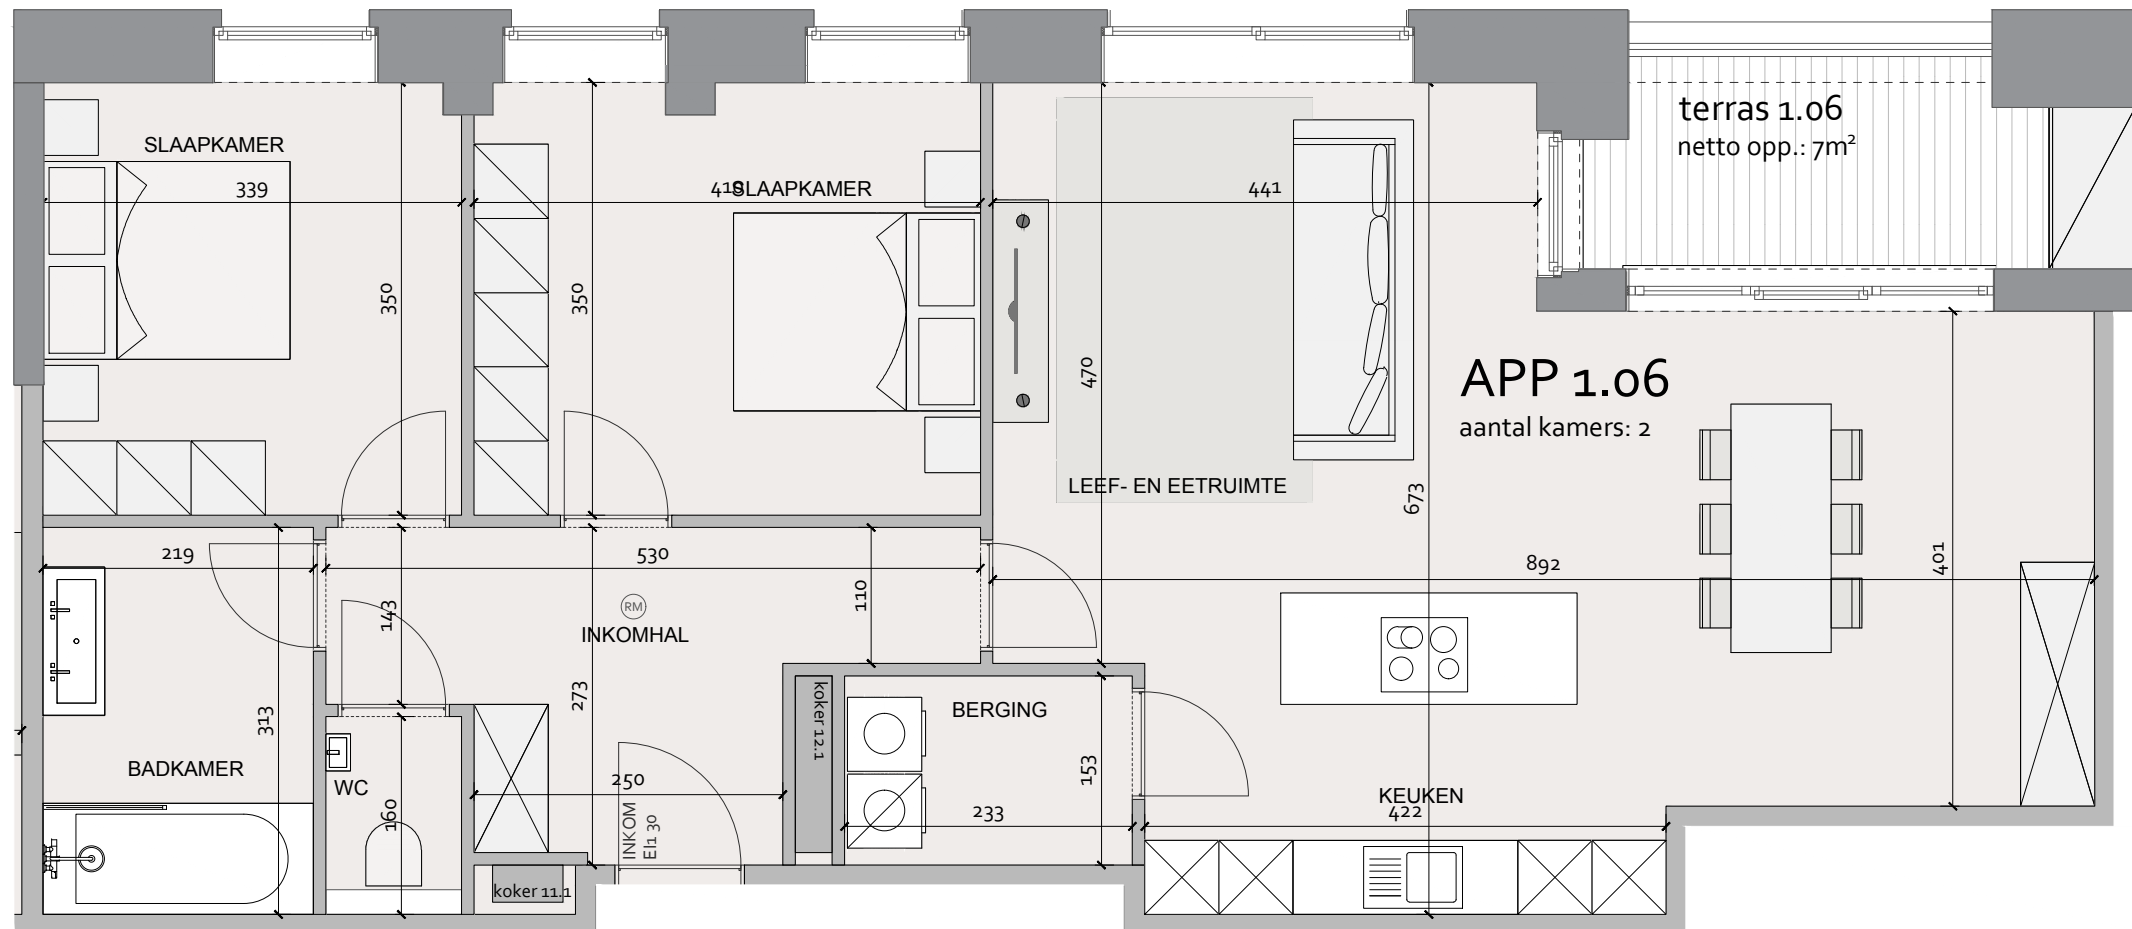 terras 1.06
netto opp.: 7m²
SLAAPKAMER
339
SLAAPKAMER
441
350
350
470
APP 1.06
aantal kamers: 2
LEEF- EN EETRUIMTE
673
219
530
892
401
143
110
RM
INKOMHAL
313
273
koker 12.1
BERGING
BADKAMER
WC
250
153
KEUKEN
160
INKOM
EI1 30
233
422
koker 11.1